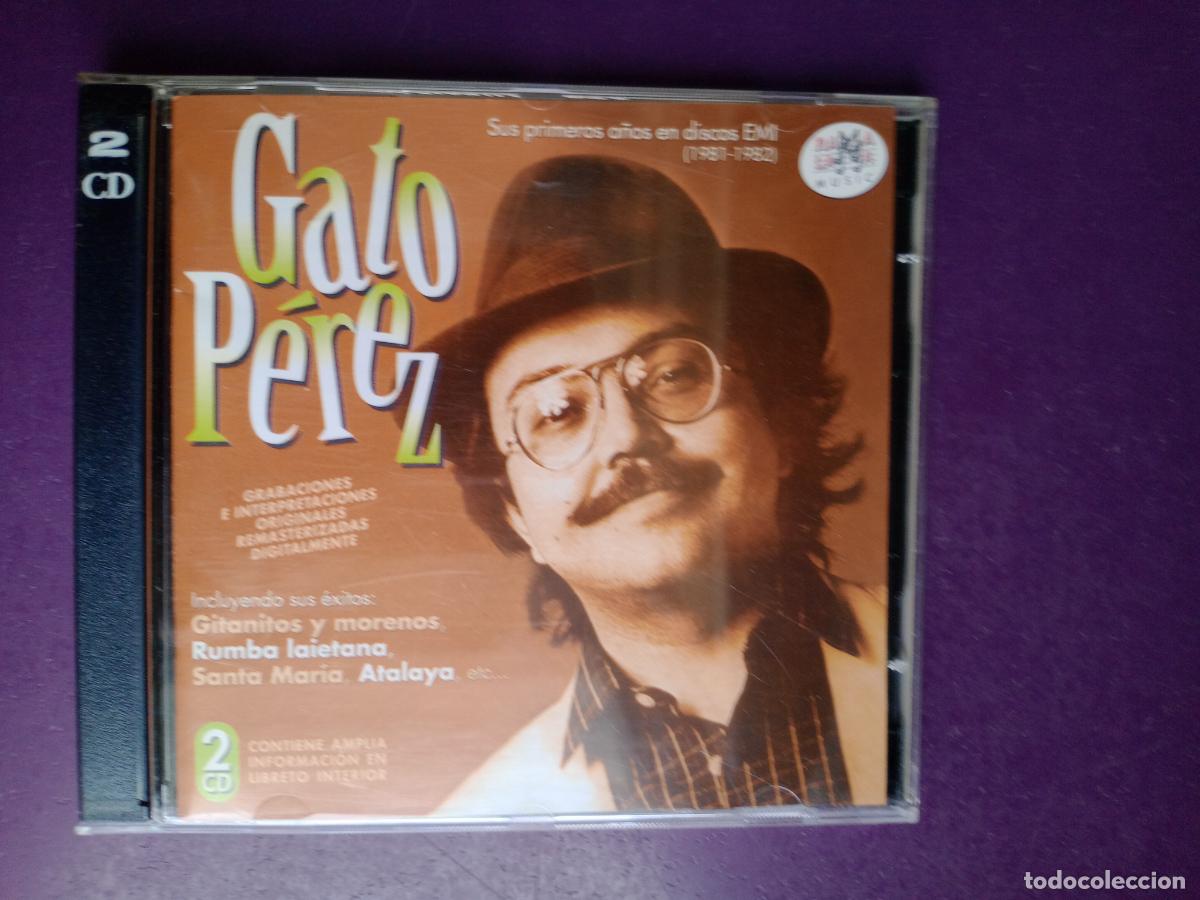 2
CD
Gato
Pérez
Sus primeros años en discos EMI
(1981-1982)
RAMA
MUSIC
GRABACIONES
E INTERPRETACIONES
ORIGINALES
REMASTERIZADAS
DIGITALMENTE
Incluyendo sus éxitos:
Gitanitos y morenos,
Rumba laietana,
Santa María, Atalaya, etc...
2
CD
CONTIENE AMPLIA
INFORMACIÓN EN
LIBRETO INTERIOR
todocoleccion